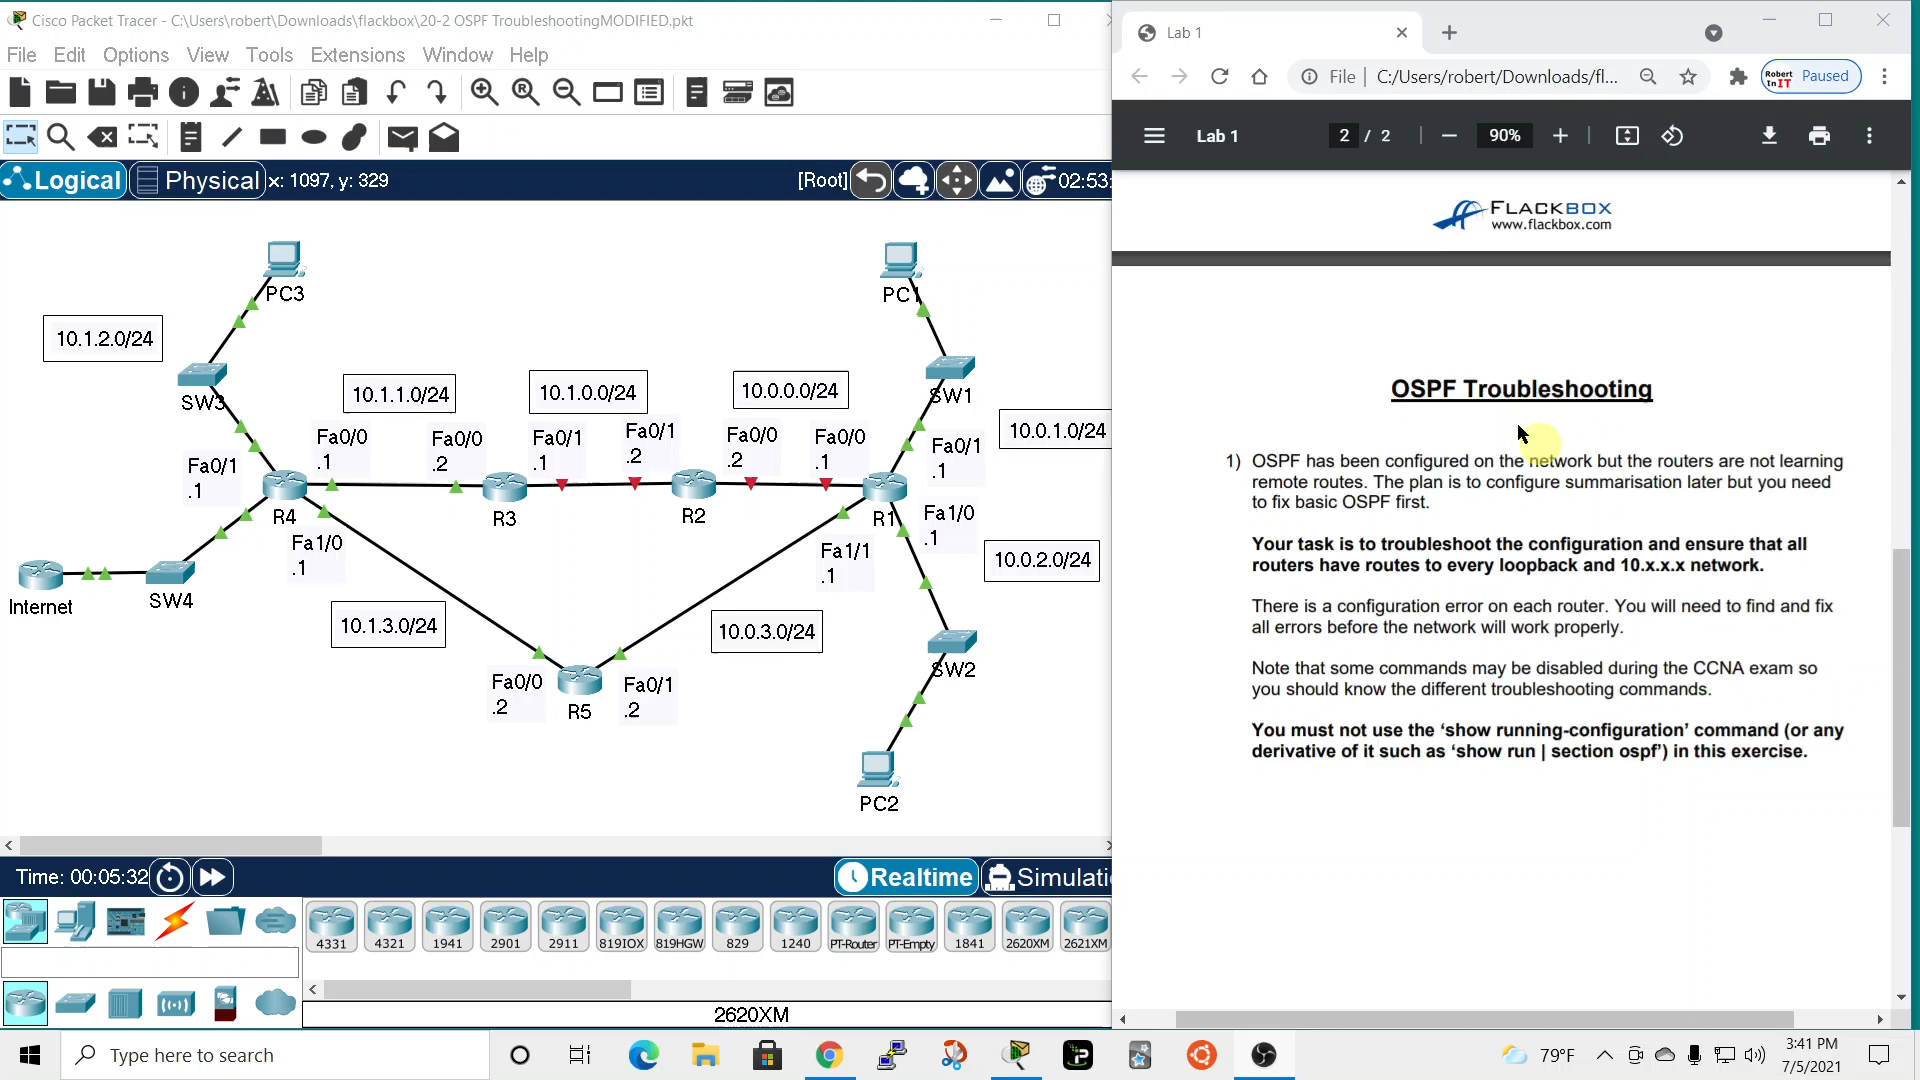 Cisco Packet Tracer - C:\Users\robert\Downloads\flackbox\20-2 OSPF TroubleshootingMODIFIED.pkt
File Edit Options View Tools Extensions Window Help
Logical
Physical
x: 1097, y: 329
[Root]
02:53:
PC3
PC1
10.1.2.0/24
SW3
SW1
10.1.1.0/24
10.1.0.0/24
10.0.0.0/24
10.0.1.0/24
Fa0/0
.1
Fa0/0
.2
Fa0/1
.1
Fa0/1
.2
Fa0/0
.2
Fa0/0
.1
Fa0/1
.1
Fa0/1
.1
R4
R3
R2
R1
Fa1/0
.1
Fa1/0
.1
Fa1/1
.1
10.0.2.0/24
Internet
SW4
10.1.3.0/24
10.0.3.0/24
SW2
Fa0/0
.2
Fa0/1
.2
R5
PC2
Time: 00:05:32
Realtime
Simulati
4331
4321
1941
2901
2911
819IOX
819HGW
829
1240
PT-Router
PT-Empty
1841
2620XM
2621XM
2620XM
Lab 1
File
C:/Users/robert/Downloads/fl...
Robert
In IT
Paused
Lab 1
2 / 2
90%
FLACKBOX
www.flackbox.com
OSPF Troubleshooting
1) OSPF has been configured on the network but the routers are not learning
remote routes. The plan is to configure summarisation later but you need
to fix basic OSPF first.
Your task is to troubleshoot the configuration and ensure that all
routers have routes to every loopback and 10.x.x.x network.
There is a configuration error on each router. You will need to find and fix
all errors before the network will work properly.
Note that some commands may be disabled during the CCNA exam so
you should know the different troubleshooting commands.
You must not use the ‘show running-configuration’ command (or any
derivative of it such as ‘show run | section ospf’) in this exercise.
Type here to search
79°F
3:41 PM
7/5/2021